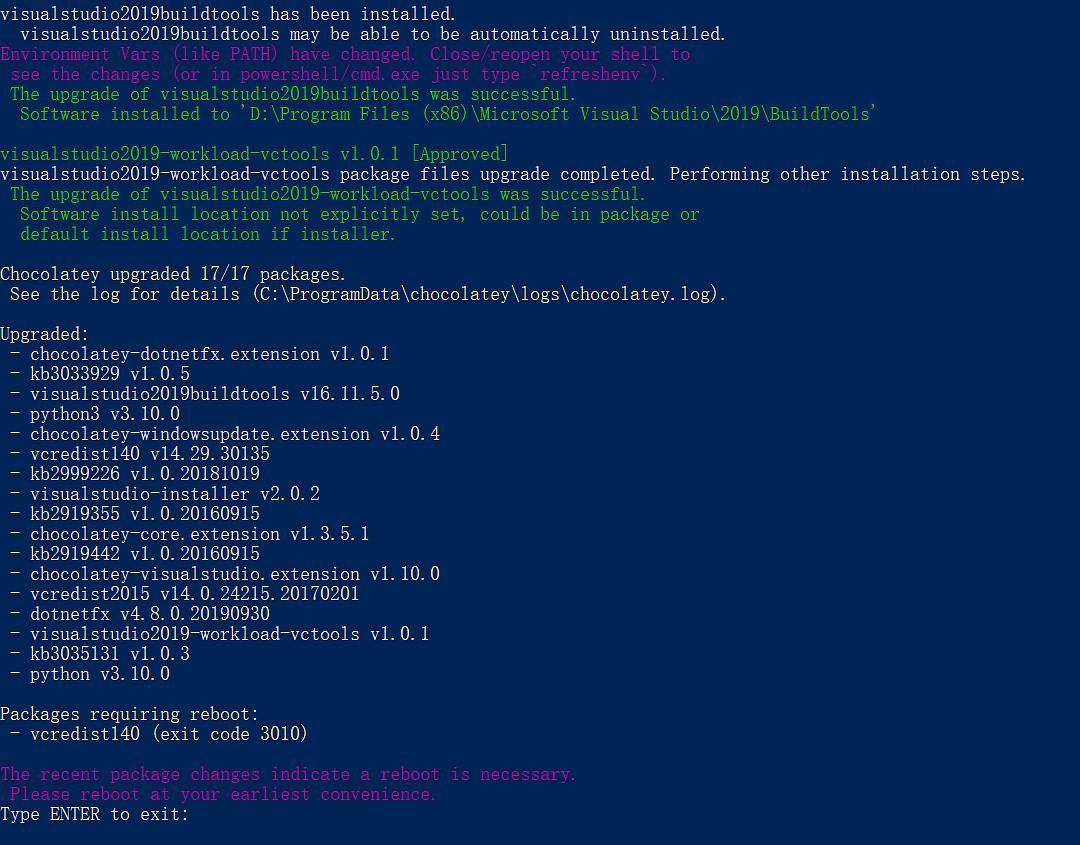 visualstudio2019buildtools has been installed.
visualstudio2019buildtools may be able to be automatically uninstalled.
Environment Vars (like PATH) have changed. Close/reopen your shell to
see the changes (or in powershell/cmd.exe just type `refreshenv`).
The upgrade of visualstudio2019buildtools was successful.
Software installed to 'D:\Program Files (x86)\Microsoft Visual Studio\2019\BuildTools'
visualstudio2019-workload-vctools v1.0.1 [Approved]
visualstudio2019-workload-vctools package files upgrade completed. Performing other installation steps.
The upgrade of visualstudio2019-workload-vctools was successful.
Software install location not explicitly set, could be in package or
default install location if installer.
Chocolatey upgraded 17/17 packages.
See the log for details (C:\ProgramData\chocolatey\logs\chocolatey.log).
Upgraded:
- chocolatey-dotnetfx.extension v1.0.1
- kb3033929 v1.0.5
- visualstudio2019buildtools v16.11.5.0
- python3 v3.10.0
- chocolatey-windowsupdate.extension v1.0.4
- vcredist140 v14.29.30135
- kb2999226 v1.0.20181019
- visualstudio-installer v2.0.2
- kb2919355 v1.0.20160915
- chocolatey-core.extension v1.3.5.1
- kb2919442 v1.0.20160915
- chocolatey-visualstudio.extension v1.10.0
- vcredist2015 v14.0.24215.20170201
- dotnetfx v4.8.0.20190930
- visualstudio2019-workload-vctools v1.0.1
- kb3035131 v1.0.3
- python v3.10.0
Packages requiring reboot:
- vcredist140 (exit code 3010)
The recent package changes indicate a reboot is necessary.
Please reboot at your earliest convenience.
Type ENTER to exit: